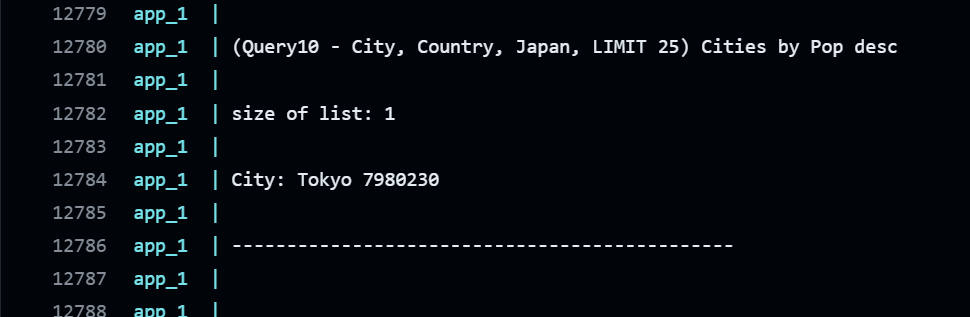 12779 app_1 |
12780 app_1 | (Query10 - City, Country, Japan, LIMIT 25) Cities by Pop desc
12781 app_1 |
12782 app_1 | size of list: 1
12783 app_1 |
12784 app_1 | City: Tokyo 7980230
12785 app_1 |
12786 app_1 | ----------------------------------------------
12787 app_1 |
12788 app_1 |